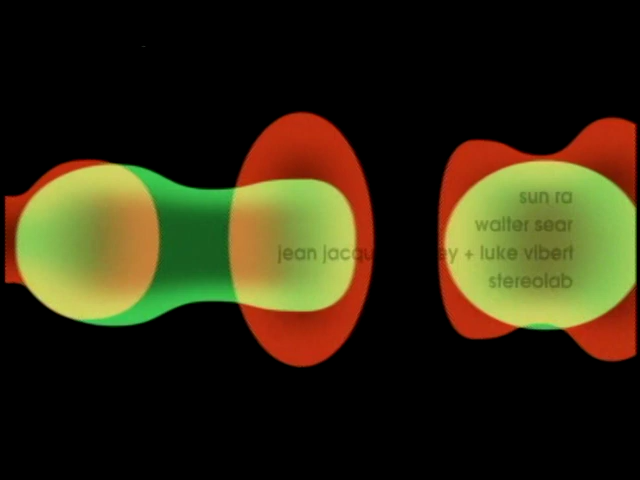 sun ra
walter sear
jean jacqu ey + luke vibert
stereolab